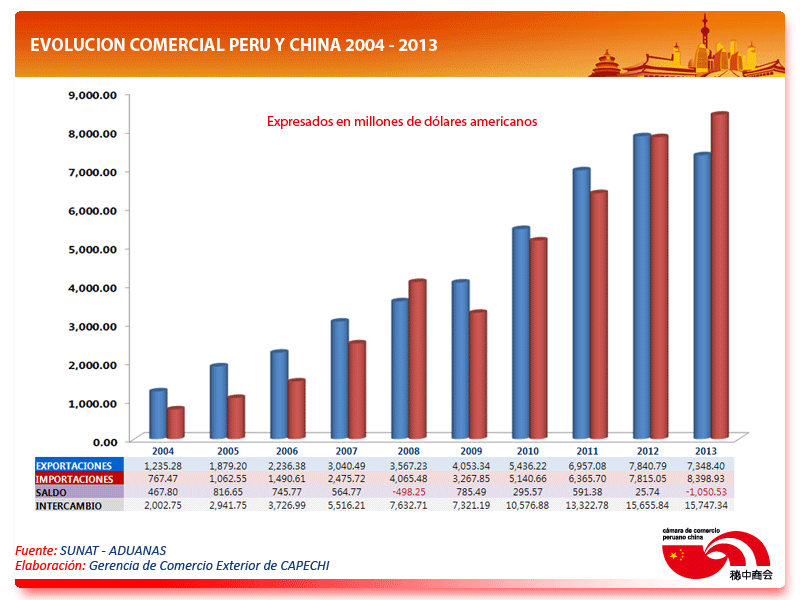 EVOLUCION COMERCIAL PERU Y CHINA 2004 - 2013
Expresados en millones de dólares americanos
9,000.00
8,000.00
7,000.00
6,000.00
5,000.00
4,000.00
3,000.00
2,000.00
1,000.00
0.00
2004 2005 2006 2007 2008 2009 2010 2011 2012 2013
EXPORTACIONES 1,235.28 1,879.20 2,236.38 3,040.49 3,567.23 4,053.34 5,436.22 6,957.08 7,840.79 7,348.40
IMPORTACIONES 767.47 1,062.55 1,490.61 2,475.72 4,065.48 3,267.85 5,140.66 6,365.70 7,815.05 8,398.93
SALDO 467.80 816.65 745.77 564.77 -498.25 785.49 295.57 591.38 25.74 -1,050.53
INTERCAMBIO 2,002.75 2,941.75 3,726.99 5,516.21 7,632.71 7,321.19 10,576.88 13,322.78 15,655.84 15,747.34
cámara de comercio
peruano china
秘中商会
Fuente: SUNAT - ADUANAS
Elaboración: Gerencia de Comercio Exterior de CAPECHI